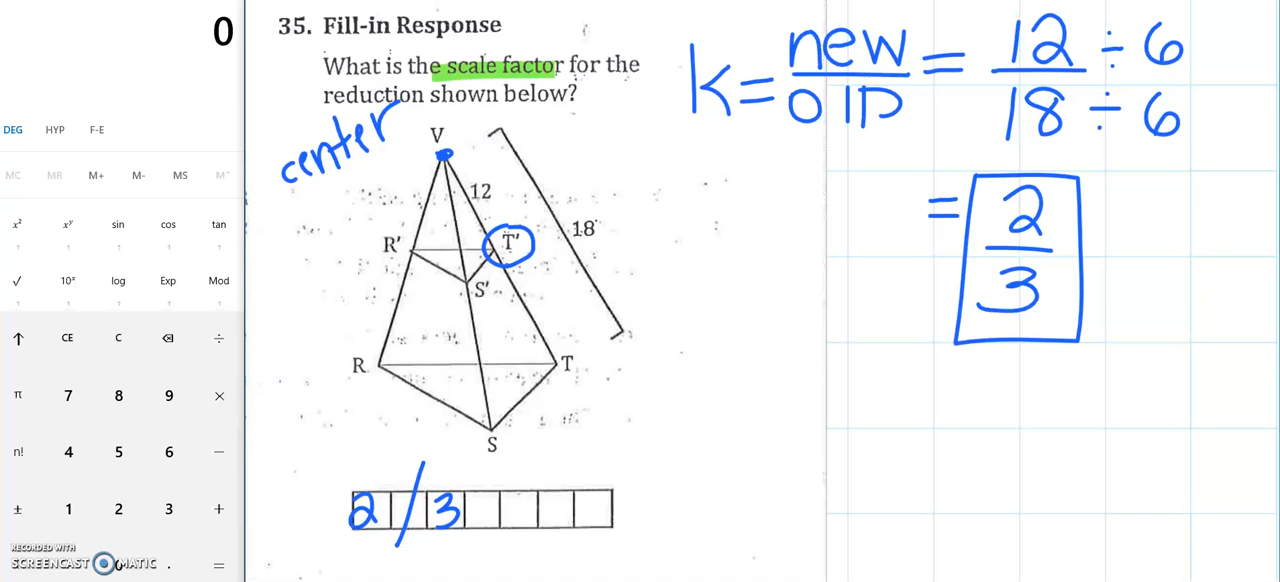 0
DEG HYP F-E
MC MR M+ M- MS M˅
x² xʸ sin cos tan
√ 10ˣ log Exp Mod
↑ CE C ⌫ ÷
π 7 8 9 ×
n! 4 5 6 −
± 1 2 3 +
0 . =
RECORDED WITH
SCREENCAST MATIC
35. Fill-in Response
What is the scale factor for the
reduction shown below?
center
V
12
18
R' T'
S'
R T
S
2 / 3
K = new/old = 12 ÷ 6 / 18 ÷ 6
= 2/3